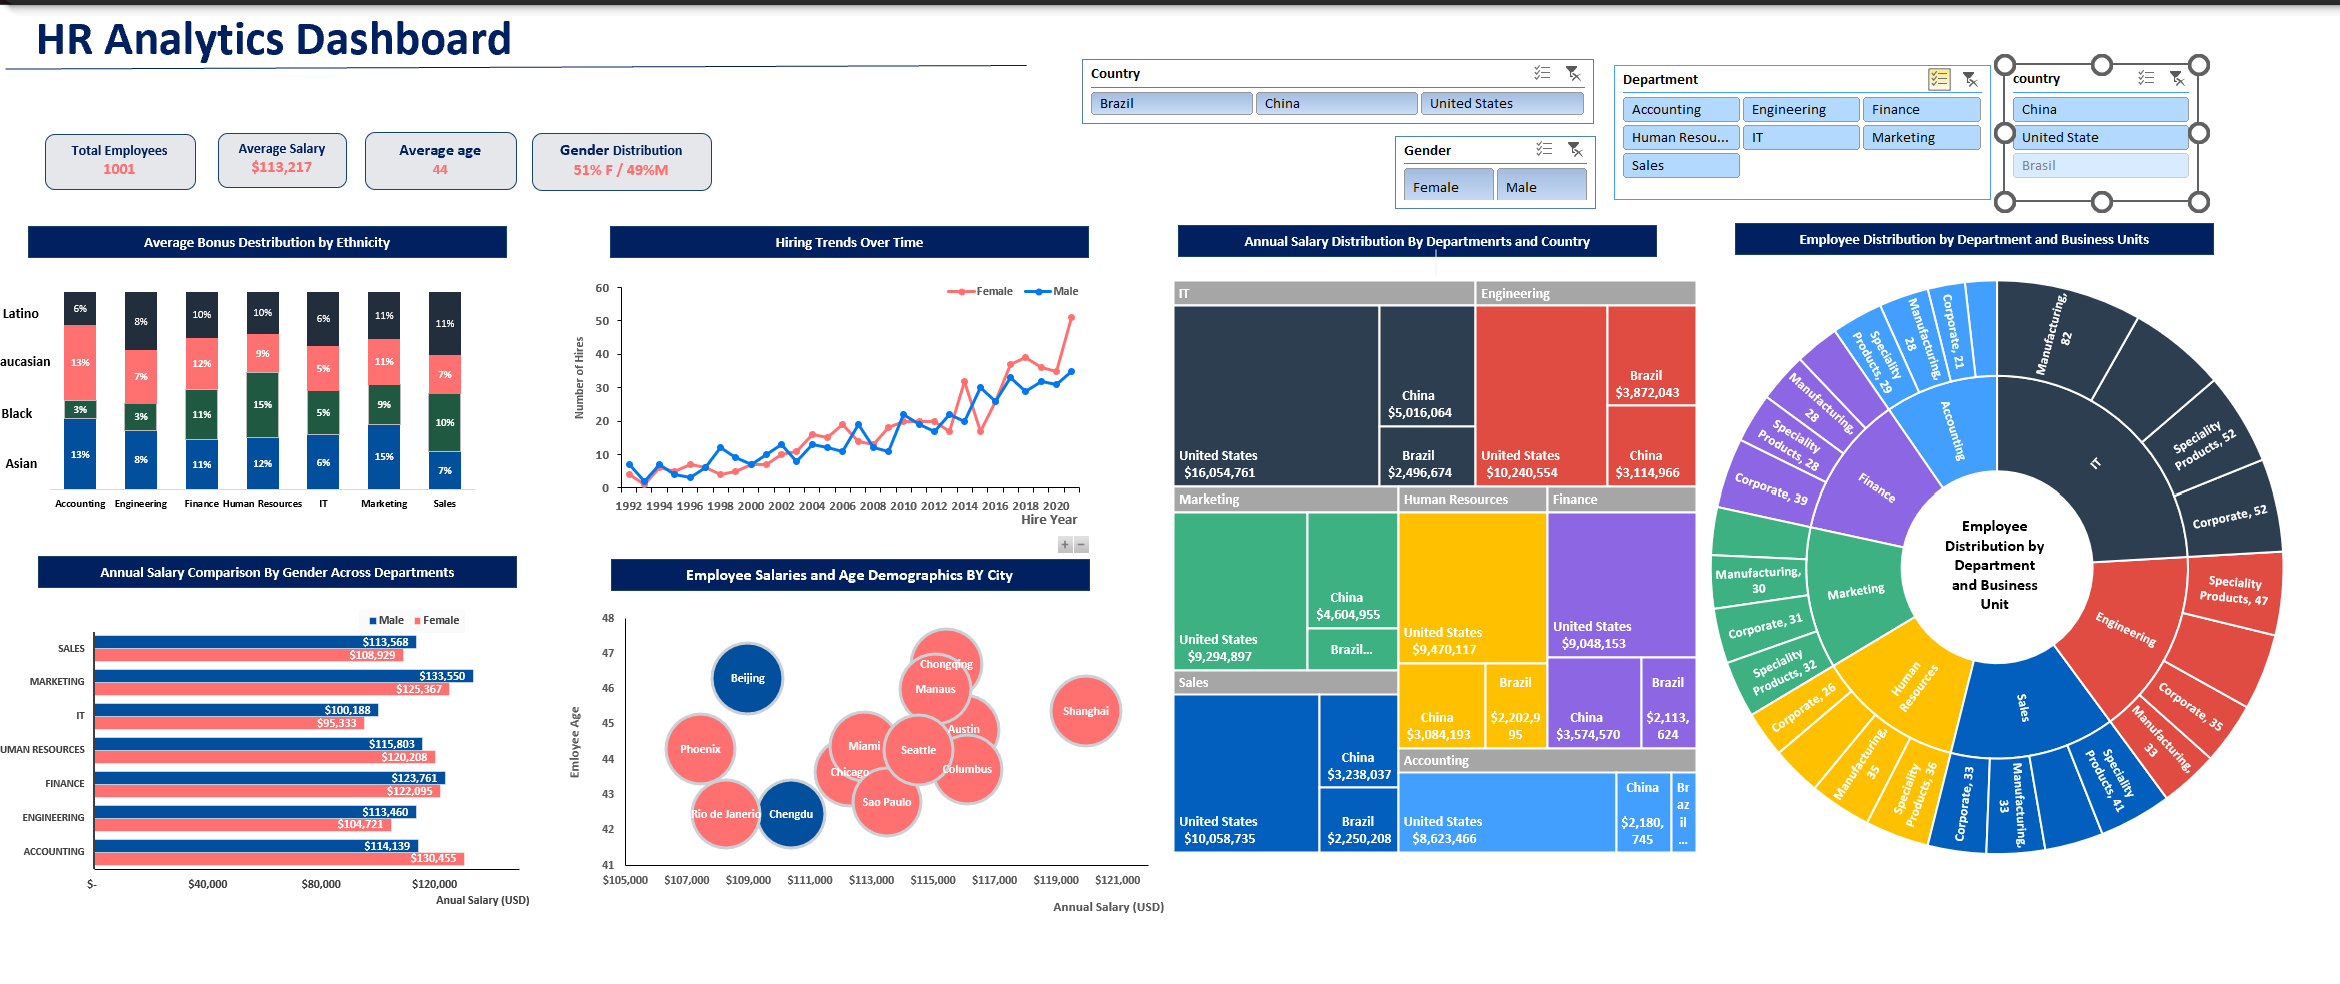 HR Analytics Dashboard
Country
Brazil
China
United States
Gender
Female
Male
Department
Accounting
Engineering
Finance
Human Resou...
IT
Marketing
Sales
country
China
United State
Brasil
Total Employees
1001
Average Salary
$113,217
Average age
44
Gender Distribution
51% F / 49%M
Average Bonus Destribution by Ethnicity
Latino
aucasian
Black
Asian
6%
8%
10%
10%
6%
11%
11%
13%
7%
12%
9%
5%
11%
7%
3%
3%
11%
15%
5%
9%
10%
13%
8%
11%
12%
6%
15%
7%
Accounting
Engineering
Finance
Human Resources
IT
Marketing
Sales
Hiring Trends Over Time
Female
Male
Number of Hires
60
50
40
30
20
10
0
1992 1994 1996 1998 2000 2002 2004 2006 2008 2010 2012 2014 2016 2018 2020
Hire Year
+ −
Annual Salary Distribution By Departmenrts and Country
IT
United States
$16,054,761
China
$5,016,064
Brazil
$2,496,674
Engineering
United States
$10,240,554
Brazil
$3,872,043
China
$3,114,966
Marketing
United States
$9,294,897
China
$4,604,955
Brazil...
Human Resources
United States
$9,470,117
China
$3,084,193
Brazil
$2,202,9
95
Finance
United States
$9,048,153
China
$3,574,570
Brazil
$2,113,
624
Sales
United States
$10,058,735
China
$3,238,037
Brazil
$2,250,208
Accounting
United States
$8,623,466
China
$2,180,
745
Br
az
il
...
Employee Distribution by Department and Business Units
Employee
Distribution by
Department
and Business
Unit
IT
Manufacturing,
82
Speciality
Products, 52
Corporate, 52
Engineering
Speciality
Products, 47
Corporate, 35
Manufacturing,
33
Sales
Speciality
Products, 41
Manufacturing,
33
Corporate, 33
Human
Resources
Speciality
Products, 36
Manufacturing,
35
Corporate, 26
Marketing
Speciality
Products, 32
Corporate, 31
Manufacturing,
30
Finance
Corporate, 39
Speciality
Products, 28
Manufacturing,
28
Accounting
Speciality
Products, 29
Manufacturing,
28
Corporate, 21
Annual Salary Comparison By Gender Across Departments
Male
Female
SALES
$113,568
$108,929
MARKETING
$133,550
$125,367
IT
$100,188
$95,333
UMAN RESOURCES
$115,803
$120,208
FINANCE
$123,761
$122,095
ENGINEERING
$113,460
$104,721
ACCOUNTING
$114,139
$130,455
$-
$40,000
$80,000
$120,000
Anual Salary (USD)
Employee Salaries and Age Demographics BY City
Emloyee Age
48
47
46
45
44
43
42
41
Chongqing
Beijing
Manaus
Shanghai
Austin
Phoenix
Miami
Seattle
Chicago
Columbus
Sao Paulo
Rio de Janerio
Chengdu
$105,000
$107,000
$109,000
$111,000
$113,000
$115,000
$117,000
$119,000
$121,000
Annual Salary (USD)